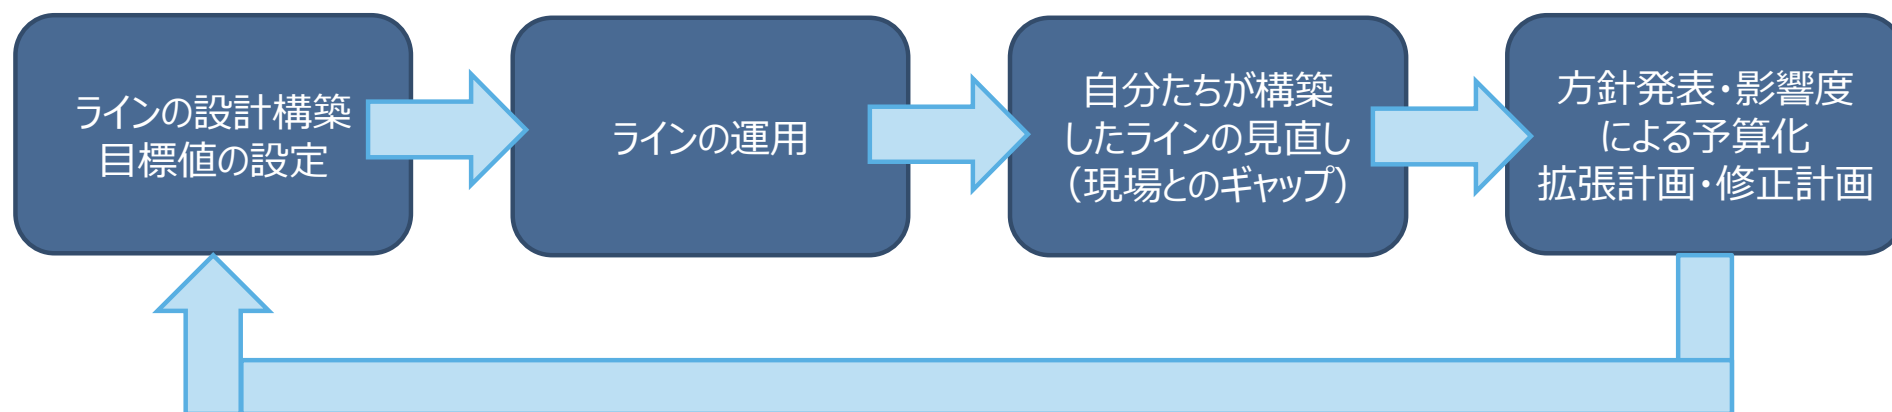 ラインの設計構築
目標値の設定
ラインの運用
自分たちが構築
したラインの見直し
（現場とのギャップ）
方針発表・影響度
による予算化
拡張計画・修正計画